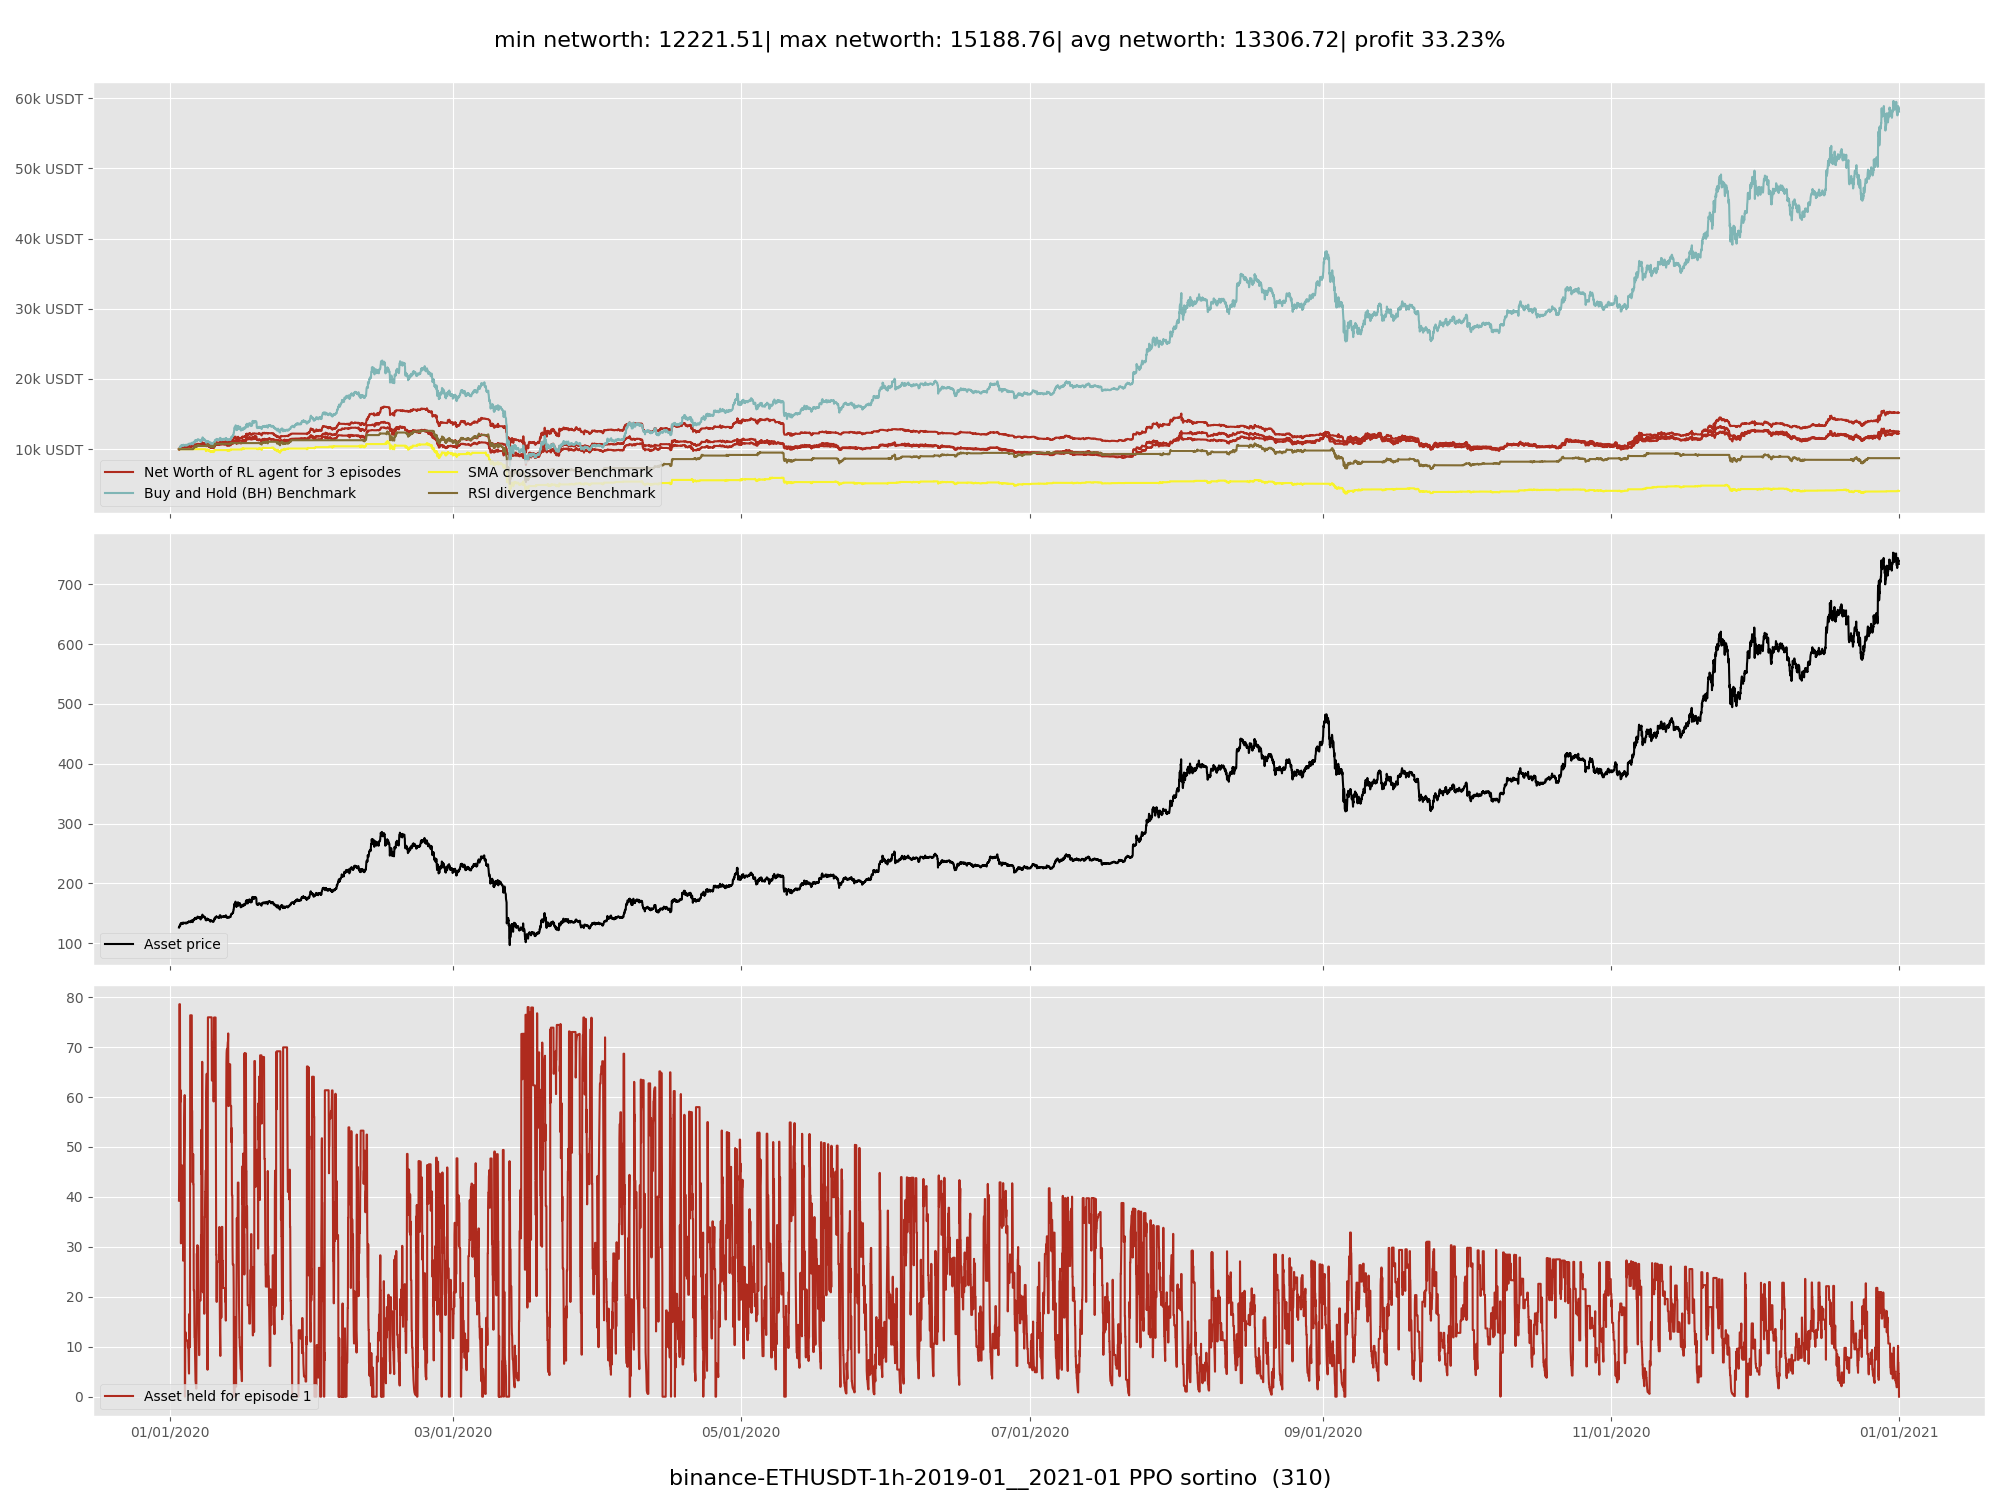 min networth: 12221.51| max networth: 15188.76| avg networth: 13306.72| profit 33.23%
60k USDT
50k USDT
40k USDT
30k USDT
20k USDT
10k USDT
Net Worth of RL agent for 3 episodes
Buy and Hold (BH) Benchmark
SMA crossover Benchmark
RSI divergence Benchmark
700
600
500
400
300
200
100
Asset price
80
70
60
50
40
30
20
10
0
Asset held for episode 1
01/01/2020 03/01/2020 05/01/2020 07/01/2020 09/01/2020 11/01/2020 01/01/2021
binance-ETHUSDT-1h-2019-01__2021-01 PPO sortino  (310)